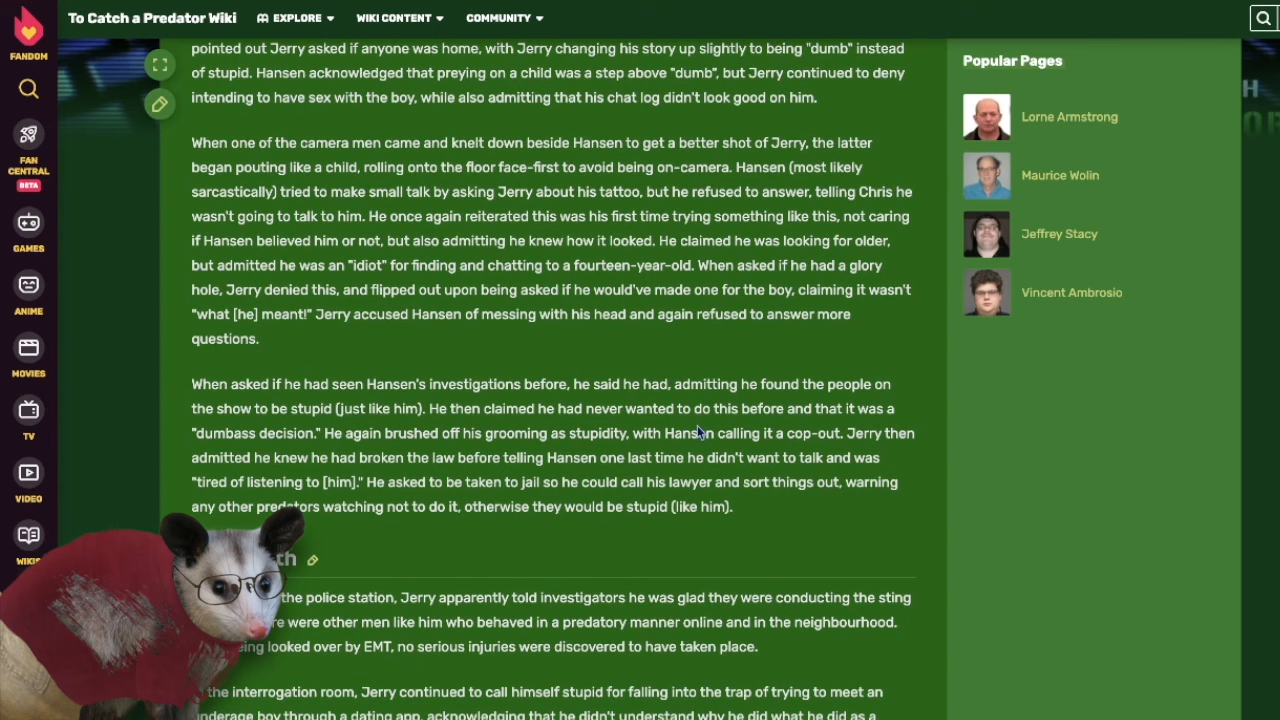 To Catch a Predator Wiki
EXPLORE
WIKI CONTENT
COMMUNITY
FANDOM
FAN
CENTRAL
BETA
GAMES
ANIME
MOVIES
TV
VIDEO
WIKIS
pointed out Jerry asked if anyone was home, with Jerry changing his story up slightly to being "dumb" instead
of stupid. Hansen acknowledged that preying on a child was a step above "dumb", but Jerry continued to deny
intending to have sex with the boy, while also admitting that his chat log didn't look good on him.
When one of the camera men came and knelt down beside Hansen to get a better shot of Jerry, the latter
began pouting like a child, rolling onto the floor face-first to avoid being on-camera. Hansen (most likely
sarcastically) tried to make small talk by asking Jerry about his tattoo, but he refused to answer, telling Chris he
wasn't going to talk to him. He once again reiterated this was his first time trying something like this, not caring
if Hansen believed him or not, but also admitting he knew how it looked. He claimed he was looking for older,
but admitted he was an "idiot" for finding and chatting to a fourteen-year-old. When asked if he had a glory
hole, Jerry denied this, and flipped out upon being asked if he would've made one for the boy, claiming it wasn't
"what [he] meant!" Jerry accused Hansen of messing with his head and again refused to answer more
questions.
When asked if he had seen Hansen's investigations before, he said he had, admitting he found the people on
the show to be stupid (just like him). He then claimed he had never wanted to do this before and that it was a
"dumbass decision." He again brushed off his grooming as stupidity, with Hansen calling it a cop-out. Jerry then
admitted he knew he had broken the law before telling Hansen one last time he didn't want to talk and was
"tired of listening to [him]." He asked to be taken to jail so he could call his lawyer and sort things out, warning
any other predators watching not to do it, otherwise they would be stupid (like him).
th
the police station, Jerry apparently told investigators he was glad they were conducting the sting
were other men like him who behaved in a predatory manner online and in the neighbourhood.
looked over by EMT, no serious injuries were discovered to have taken place.
the interrogation room, Jerry continued to call himself stupid for falling into the trap of trying to meet an
underage boy through a dating app, acknowledging that he didn't understand why he did what he did as a
Popular Pages
Lorne Armstrong
Maurice Wolin
Jeffrey Stacy
Vincent Ambrosio